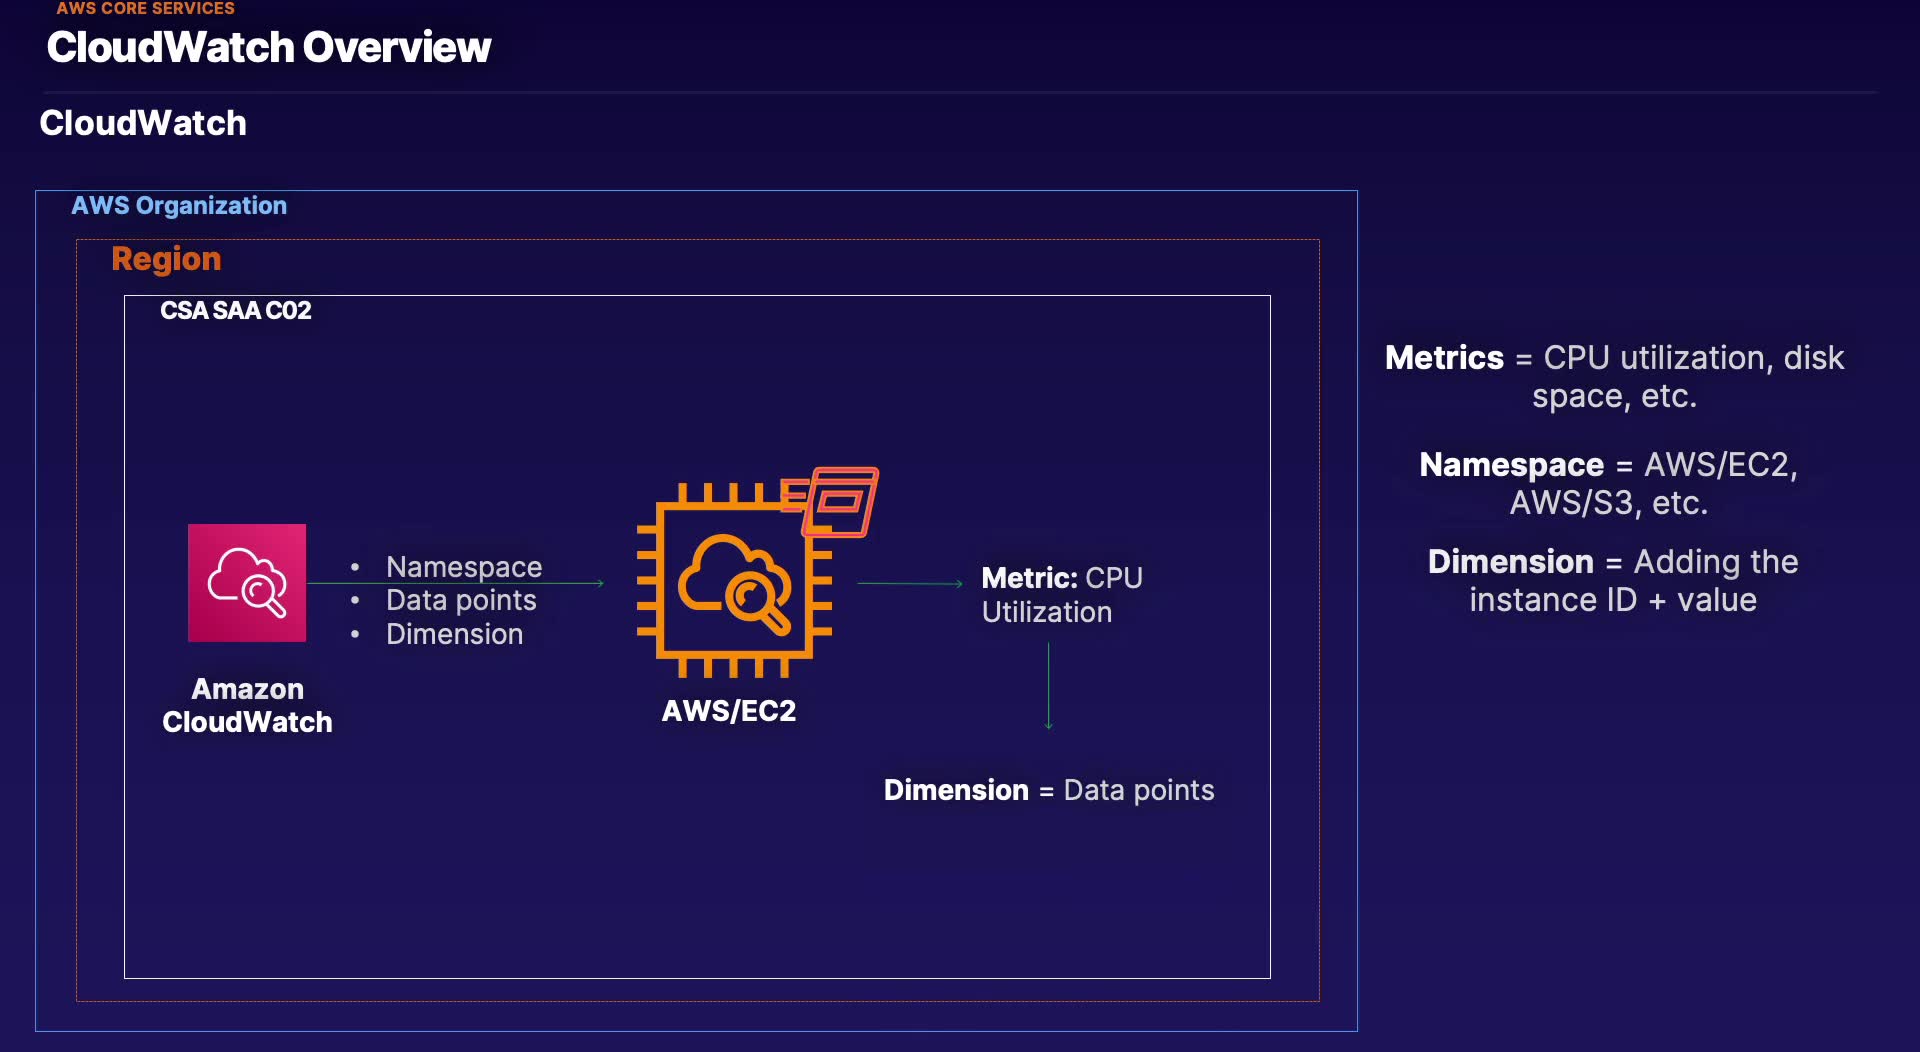 AWS CORE SERVICES
CloudWatch Overview
CloudWatch
AWS Organization
Region
CSA SAA C02
• Namespace
• Data points
• Dimension
Amazon
CloudWatch
AWS/EC2
Metric: CPU
Utilization
Dimension = Data points
Metrics = CPU utilization, disk
space, etc.
Namespace = AWS/EC2,
AWS/S3, etc.
Dimension = Adding the
instance ID + value